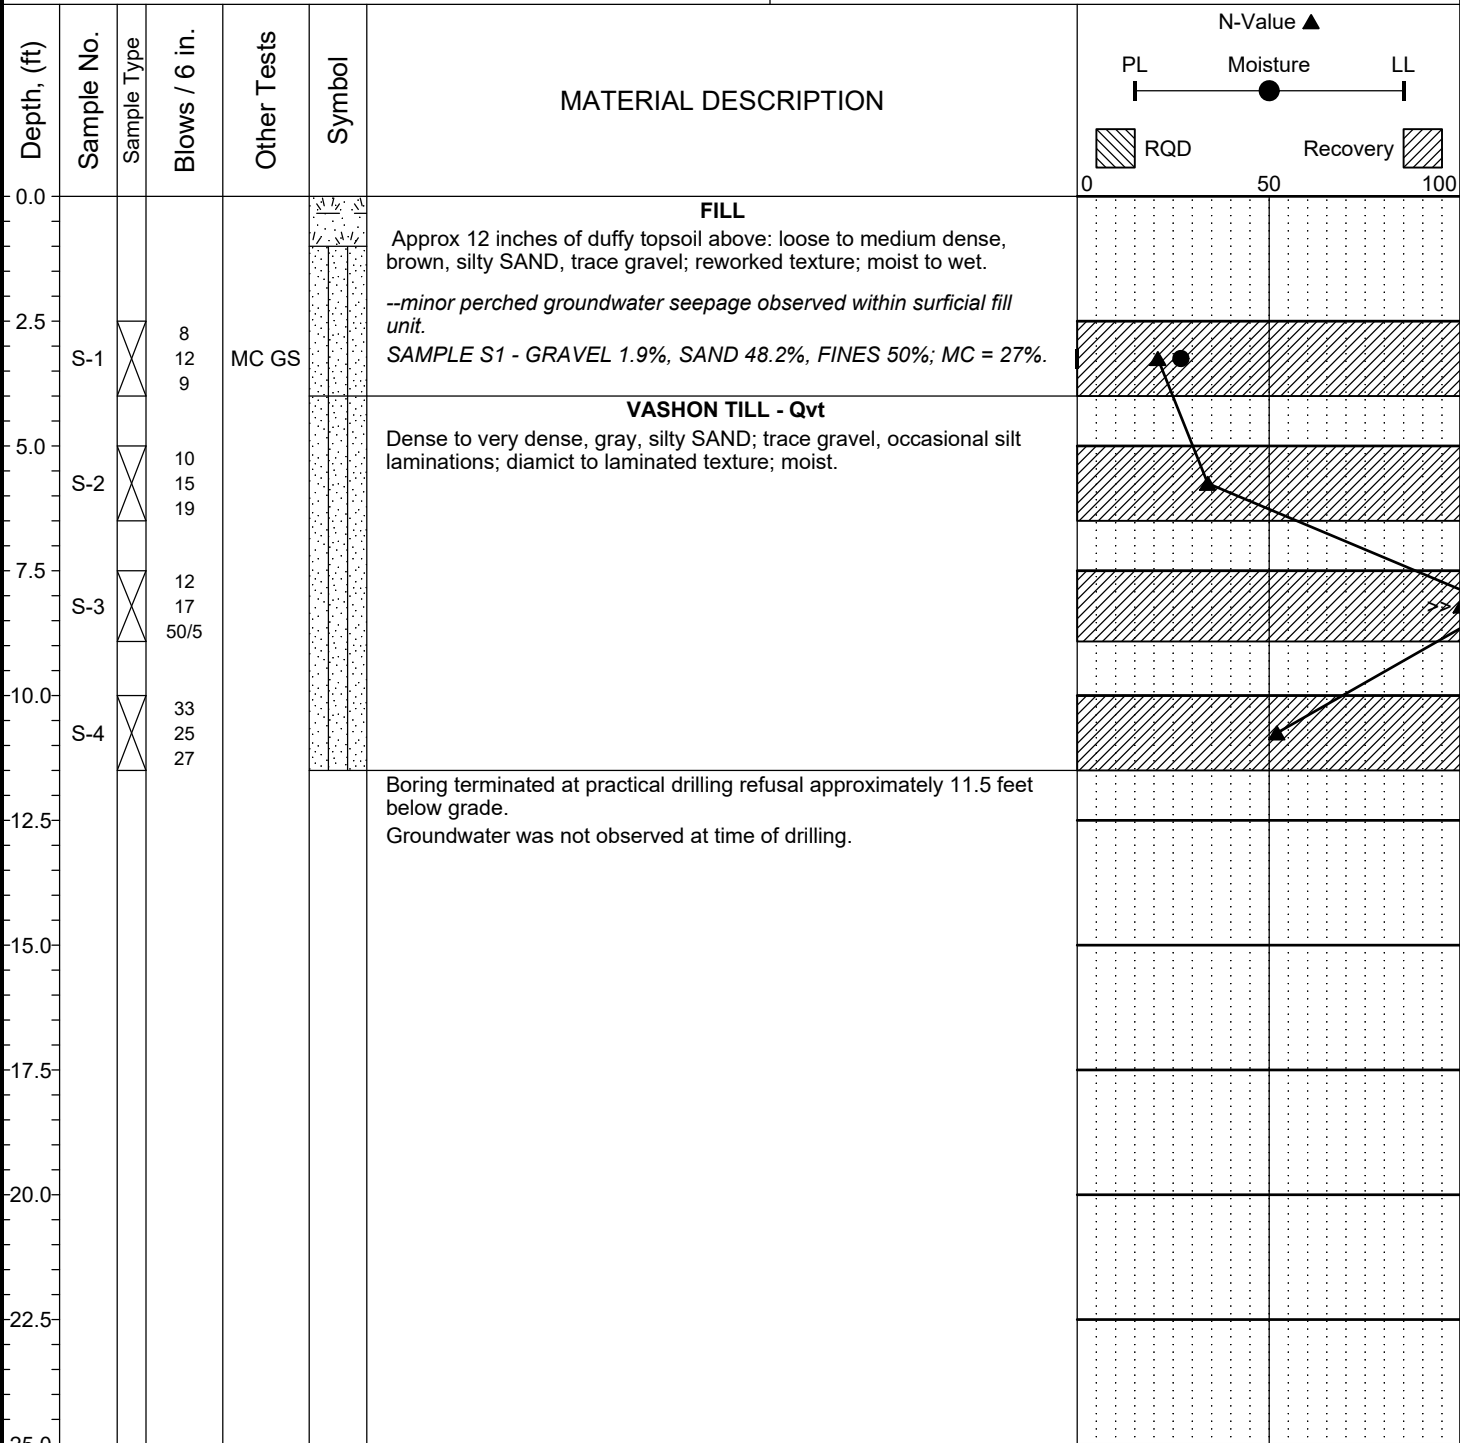 N-Value ▲
PL Moisture LL
RQD Recovery
0 50 100
Depth, (ft)
Sample No.
Sample Type
Blows / 6 in.
Other Tests
Symbol
MATERIAL DESCRIPTION
0.0
FILL
Approx 12 inches of duffy topsoil above: loose to medium dense,
brown, silty SAND, trace gravel; reworked texture; moist to wet.
--minor perched groundwater seepage observed within surficial fill
unit.
2.5
S-1
8
12
9
MC GS
SAMPLE S1 - GRAVEL 1.9%, SAND 48.2%, FINES 50%; MC = 27%.
VASHON TILL - Qvt
Dense to very dense, gray, silty SAND; trace gravel, occasional silt
laminations; diamict to laminated texture; moist.
5.0
S-2
10
15
19
7.5
S-3
12
17
50/5
>>
10.0
S-4
33
25
27
Boring terminated at practical drilling refusal approximately 11.5 feet
below grade.
12.5
Groundwater was not observed at time of drilling.
15.0
17.5
20.0
22.5
25.0